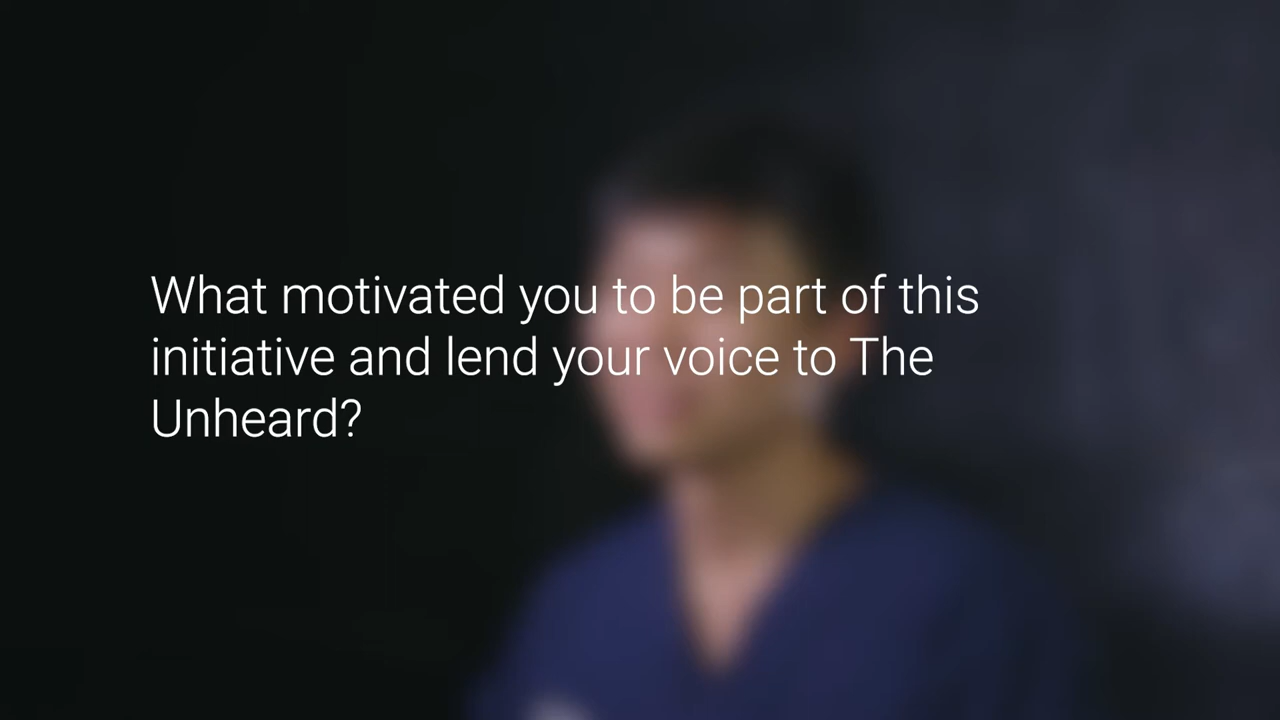 What motivated you to be part of this
initiative and lend your voice to The
Unheard?